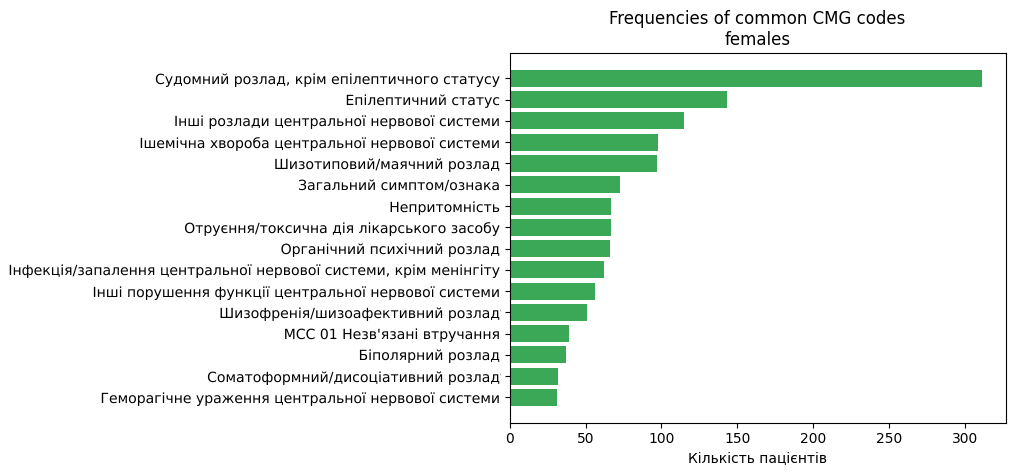 Frequencies of common CMG codes
females
Судомний розлад, крім епілептичного статусу
Епілептичний статус
Інші розлади центральної нервової системи
Ішемічна хвороба центральної нервової системи
Шизотиповий/маячний розлад
Загальний симптом/ознака
Непритомність
Отруєння/токсична дія лікарського засобу
Органічний психічний розлад
Інфекція/запалення центральної нервової системи, крім менінгіту
Інші порушення функції центральної нервової системи
Шизофренія/шизоафективний розлад
МСС 01 Незв'язані втручання
Біполярний розлад
Соматоформний/дисоціативний розлад
Геморагічне ураження центральної нервової системи
0 50 100 150 200 250 300
Кількість пацієнтів